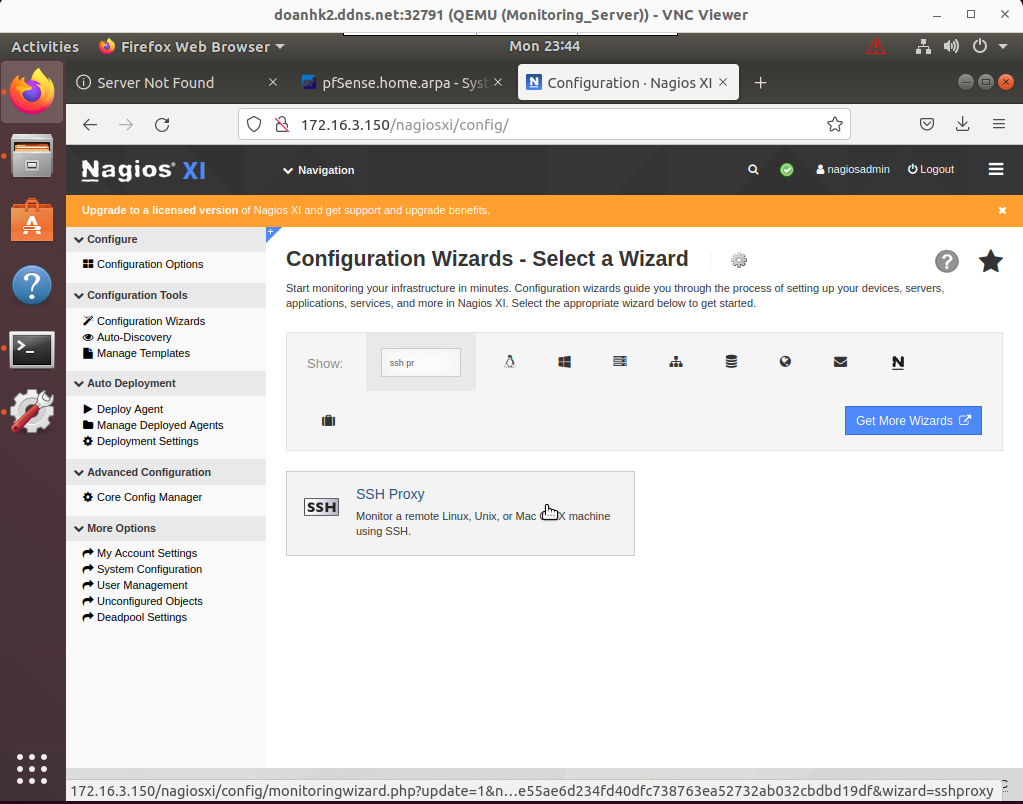 doanhk2.ddns.net:32791 (QEMU (Monitoring_Server)) - VNC Viewer
Activities
Firefox Web Browser
Mon 23:44
Server Not Found
pfSense.home.arpa - Syst
Configuration · Nagios XI
172.16.3.150/nagiosxi/config/
Nagios® XI
Navigation
nagiosadmin
Logout
Upgrade to a licensed version of Nagios XI and get support and upgrade benefits.
Configure
Configuration Options
Configuration Tools
Configuration Wizards
Auto-Discovery
Manage Templates
Auto Deployment
Deploy Agent
Manage Deployed Agents
Deployment Settings
Advanced Configuration
Core Config Manager
More Options
My Account Settings
System Configuration
User Management
Unconfigured Objects
Deadpool Settings
Configuration Wizards - Select a Wizard
Start monitoring your infrastructure in minutes. Configuration wizards guide you through the process of setting up your devices, servers,
applications, services, and more in Nagios XI. Select the appropriate wizard below to get started.
Show:
ssh pr
N
Get More Wizards
SSH
SSH Proxy
Monitor a remote Linux, Unix, or Mac X machine
using SSH.
172.16.3.150/nagiosxi/config/monitoringwizard.php?update=1&n...e55ae6d234fd40dfc738763ea52732ab032cbdbd19df&wizard=sshproxy